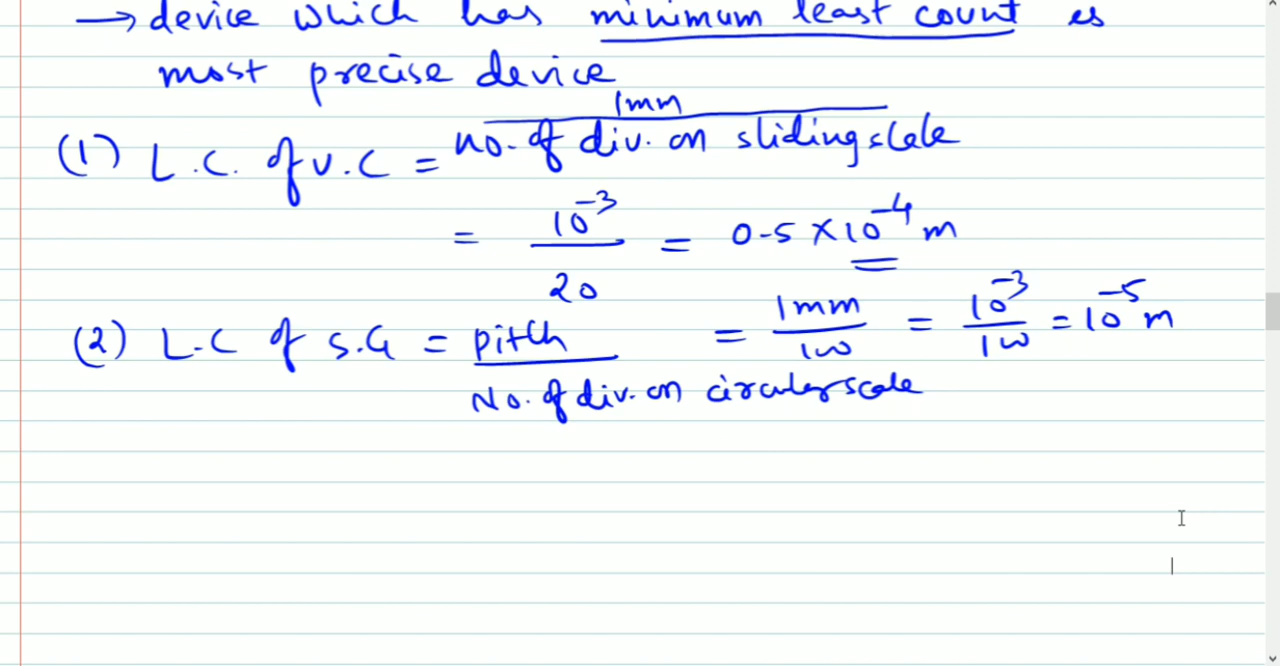 → device which has minimum least count is
most precise device
(1) L.C. of V.C = 1mm / no. of div. on sliding scale
= 10^-3 / 20 = 0.5 × 10^-4 m
(2) L.C of S.G = pitch / No. of div. on circular scale = 1mm / 100 = 10^-3 / 100 = 10^-5 m